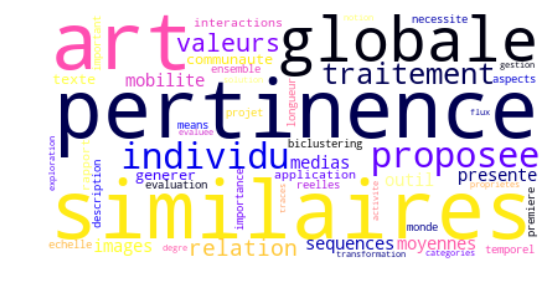 art
globale
pertinence
similaires
interactions
necessite
valeurs
communaute
gestion
ensemble
traitement
aspects
texte
mobilite
longueur
important
projet
flux
means
evaluee
biclustering
individu
medias
proposee
generer
application
presente
evaluation
reelles
outil
proprietes
exploration
description
importance
traces
activite
premiere
rapport
monde
echelle
images
degre
relation
sequences
moyennes
temporel
transformation
categories